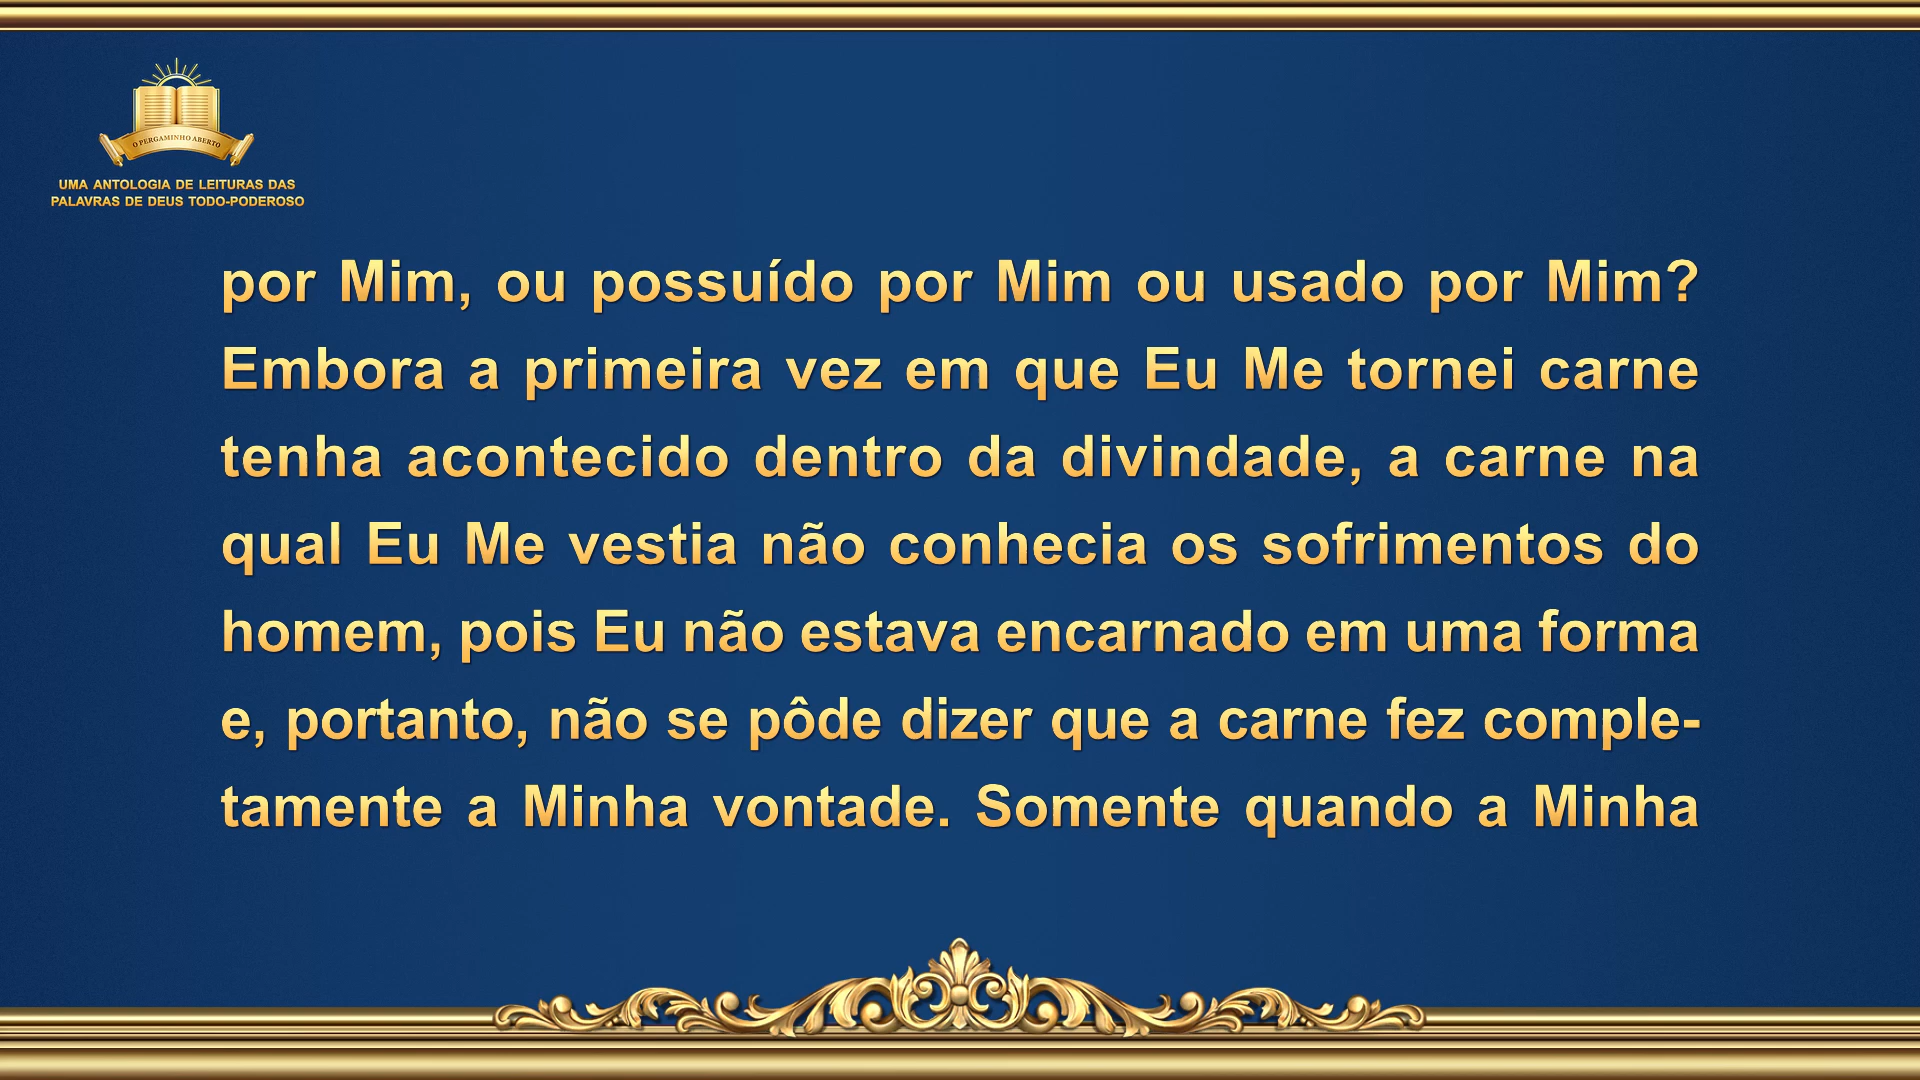 O PERGAMINHO ABERTO
UMA ANTOLOGIA DE LEITURAS DAS
PALAVRAS DE DEUS TODO-PODEROSO
por Mim, ou possuído por Mim ou usado por Mim?
Embora a primeira vez em que Eu Me tornei carne
tenha acontecido dentro da divindade, a carne na
qual Eu Me vestia não conhecia os sofrimentos do
homem, pois Eu não estava encarnado em uma forma
e, portanto, não se pôde dizer que a carne fez comple-
tamente a Minha vontade. Somente quando a Minha